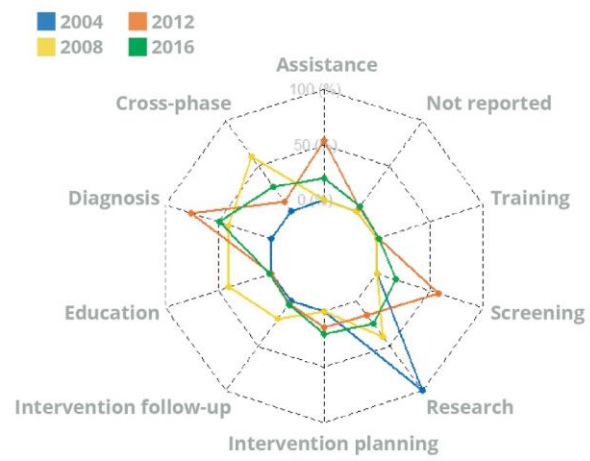 2004 2012
2008 2016
Assistance
100 (%)
Cross-phase Not reported
50 (%)
Diagnosis 0 (%) Training
Education Screening
Intervention follow-up Research
Intervention planning